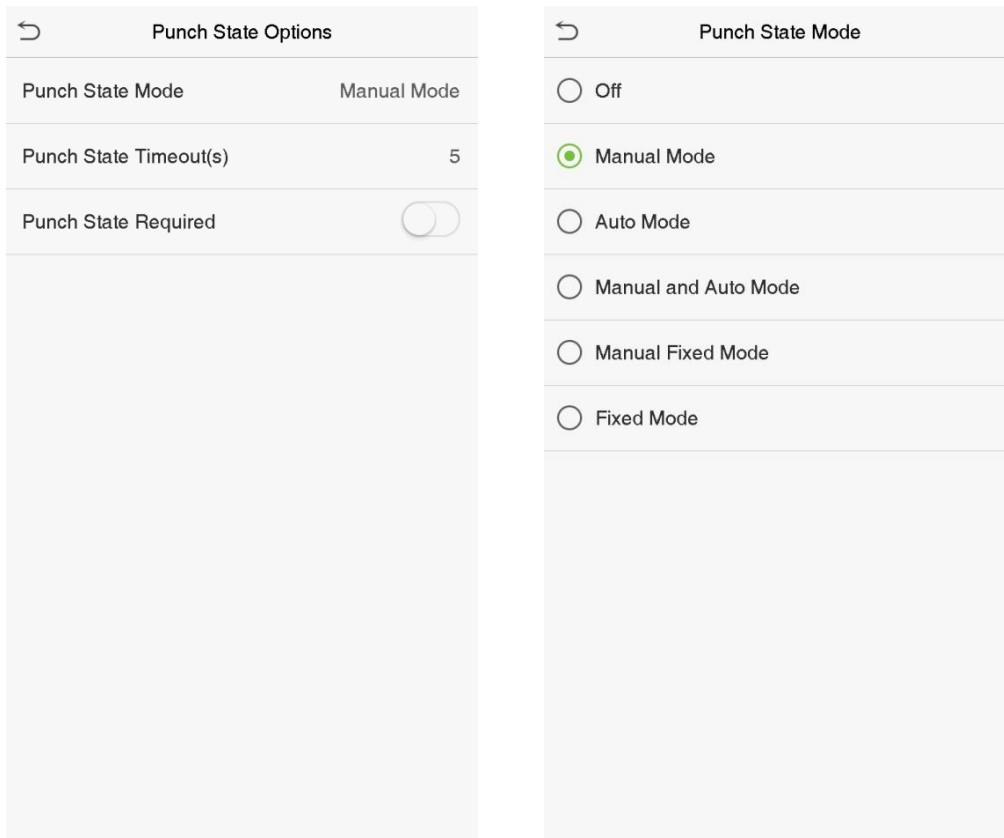 Punch State Options
Punch State Mode Manual Mode
Punch State Timeout(s) 5
Punch State Required
Punch State Mode
Off
Manual Mode
Auto Mode
Manual and Auto Mode
Manual Fixed Mode
Fixed Mode